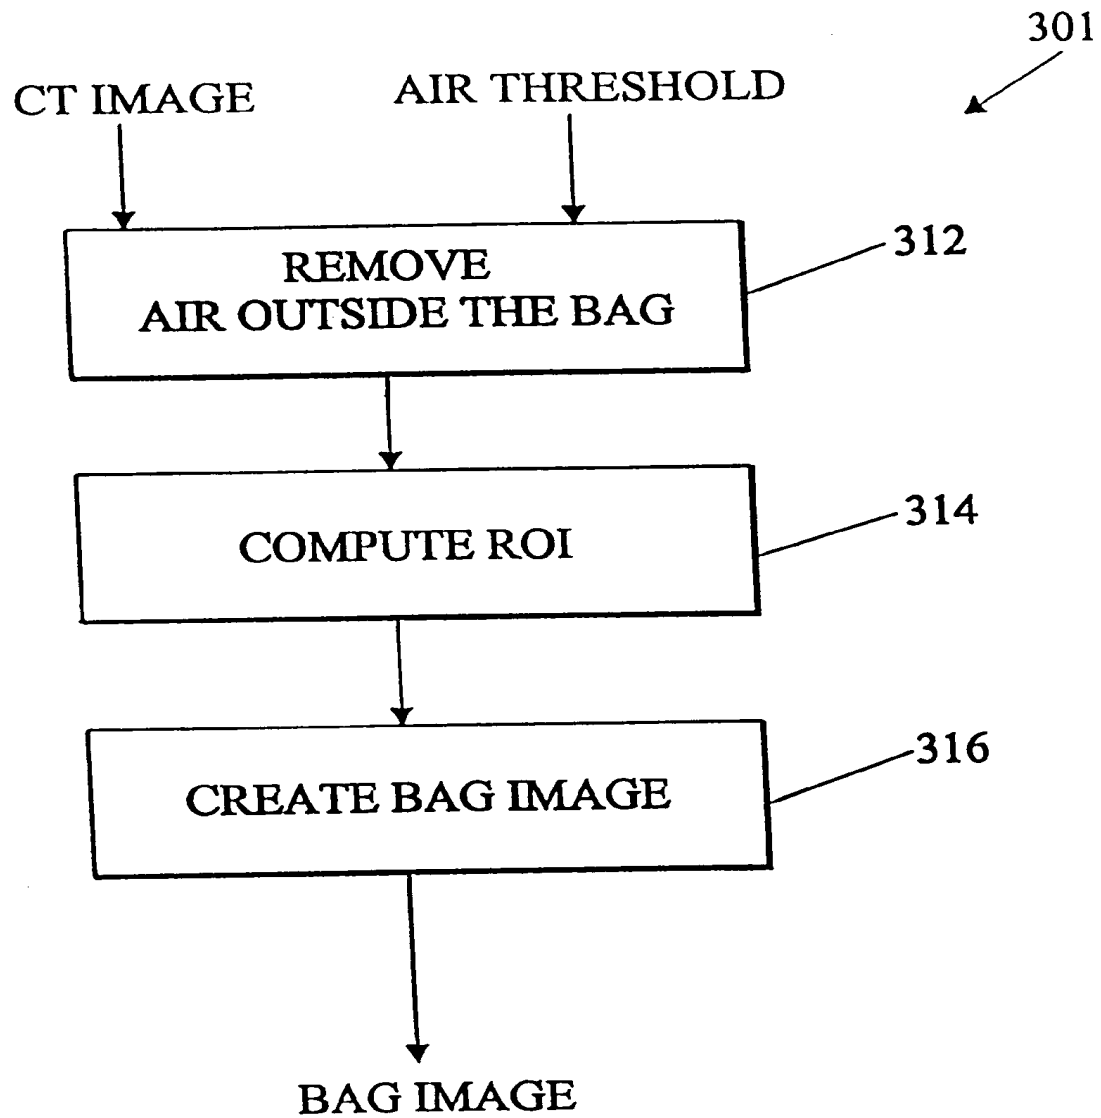 301
CT IMAGE
AIR THRESHOLD
REMOVE
AIR OUTSIDE THE BAG
312
COMPUTE ROI
314
CREATE BAG IMAGE
316
BAG IMAGE